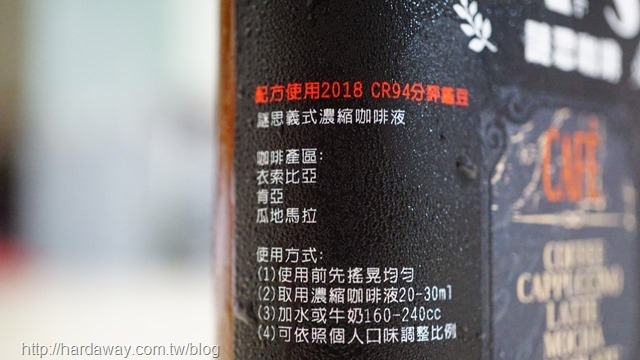 配方使用2018 CR94分評鑑豆
謎思義式濃縮咖啡液
咖啡產區:
衣索比亞
肯亞
瓜地馬拉
使用方式:
(1)使用前先搖晃均勻
(2)取用濃縮咖啡液20-30ml
(3)加水或牛奶160-240cc
(4)可依照個人口味調整比例
CAFÉ
COFFEE
CAPPUCCINO
LATTE
MOCHA
http://hardaway.com.tw/blog